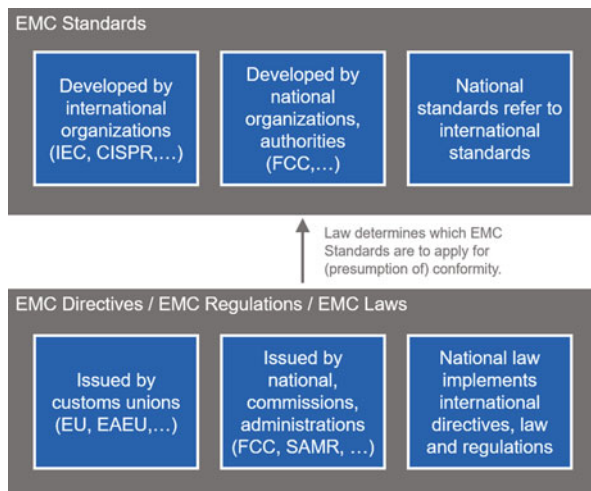 EMC Standards
Developed by
international
organizations
(IEC, CISPR,...)
Developed by
national
organizations,
authorities
(FCC,...)
National
standards refer to
international
standards
Law determines which EMC
Standards are to apply for
(presumption of) conformity.
EMC Directives / EMC Regulations / EMC Laws
Issued by
customs unions
(EU, EAEU,...)
Issued by
national,
commissions,
administrations
(FCC, SAMR, ...)
National law
implements
international
directives, law
and regulations